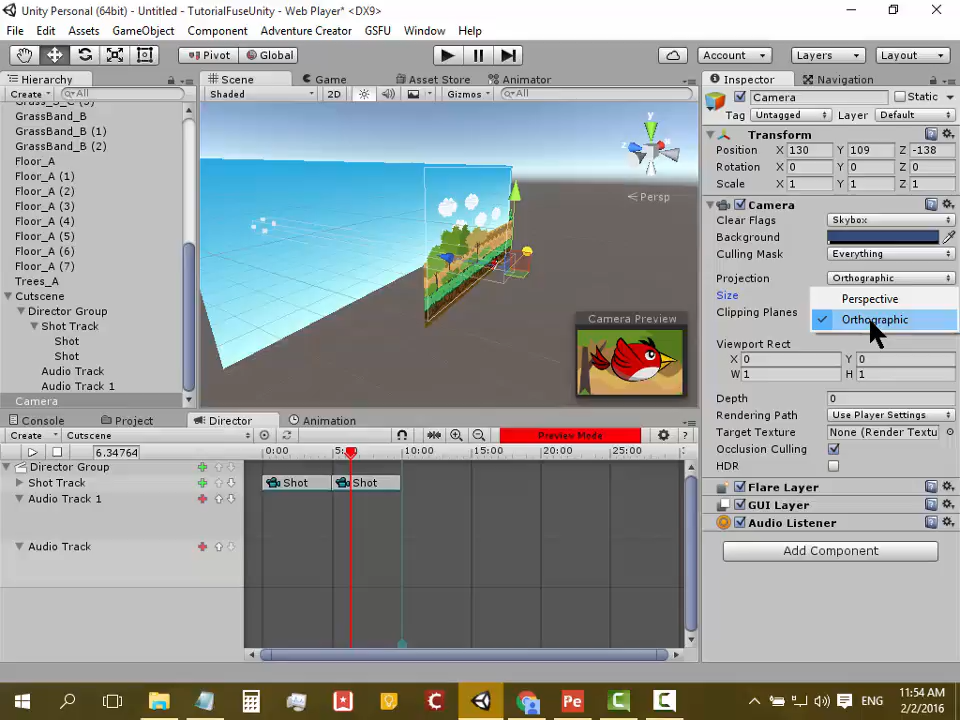 Unity Personal (64bit) - Untitled - TutorialFuseUnity - Web Player* <DX9>
File Edit Assets GameObject Component Adventure Creator GSFU Window Help
Pivot Global Account Layers Layout
Hierarchy
Create All
Grass_S_C (3)
GrassBand_B
GrassBand_B (1)
GrassBand_B (2)
Floor_A
Floor_A (1)
Floor_A (2)
Floor_A (3)
Floor_A (4)
Floor_A (5)
Floor_A (6)
Floor_A (7)
Trees_A
Cutscene
Director Group
Shot Track
Shot
Shot
Audio Track
Audio Track 1
Camera
Scene Game Asset Store Animator
Shaded 2D Gizmos All
y
x
Persp
Camera Preview
Inspector Navigation
Camera Static
Tag Untagged Layer Default
Transform
Position X 130 Y 109 Z -138
Rotation X 0 Y 0 Z 0
Scale X 1 Y 1 Z 1
Camera
Clear Flags Skybox
Background
Culling Mask Everything
Projection Orthographic
Perspective
Orthographic
Size
Clipping Planes
Viewport Rect
X 0 Y 0
W 1 H 1
Depth 0
Rendering Path Use Player Settings
Target Texture None (Render Textu
Occlusion Culling
HDR
Flare Layer
GUI Layer
Audio Listener
Add Component
Console Project Director Animation
Create Cutscene Preview Mode ?
6.34764 0:00 5:00 10:00 15:00 20:00 25:00
Director Group
Shot Track Shot Shot
Audio Track 1
Audio Track
ENG
11:54 AM
2/2/2016